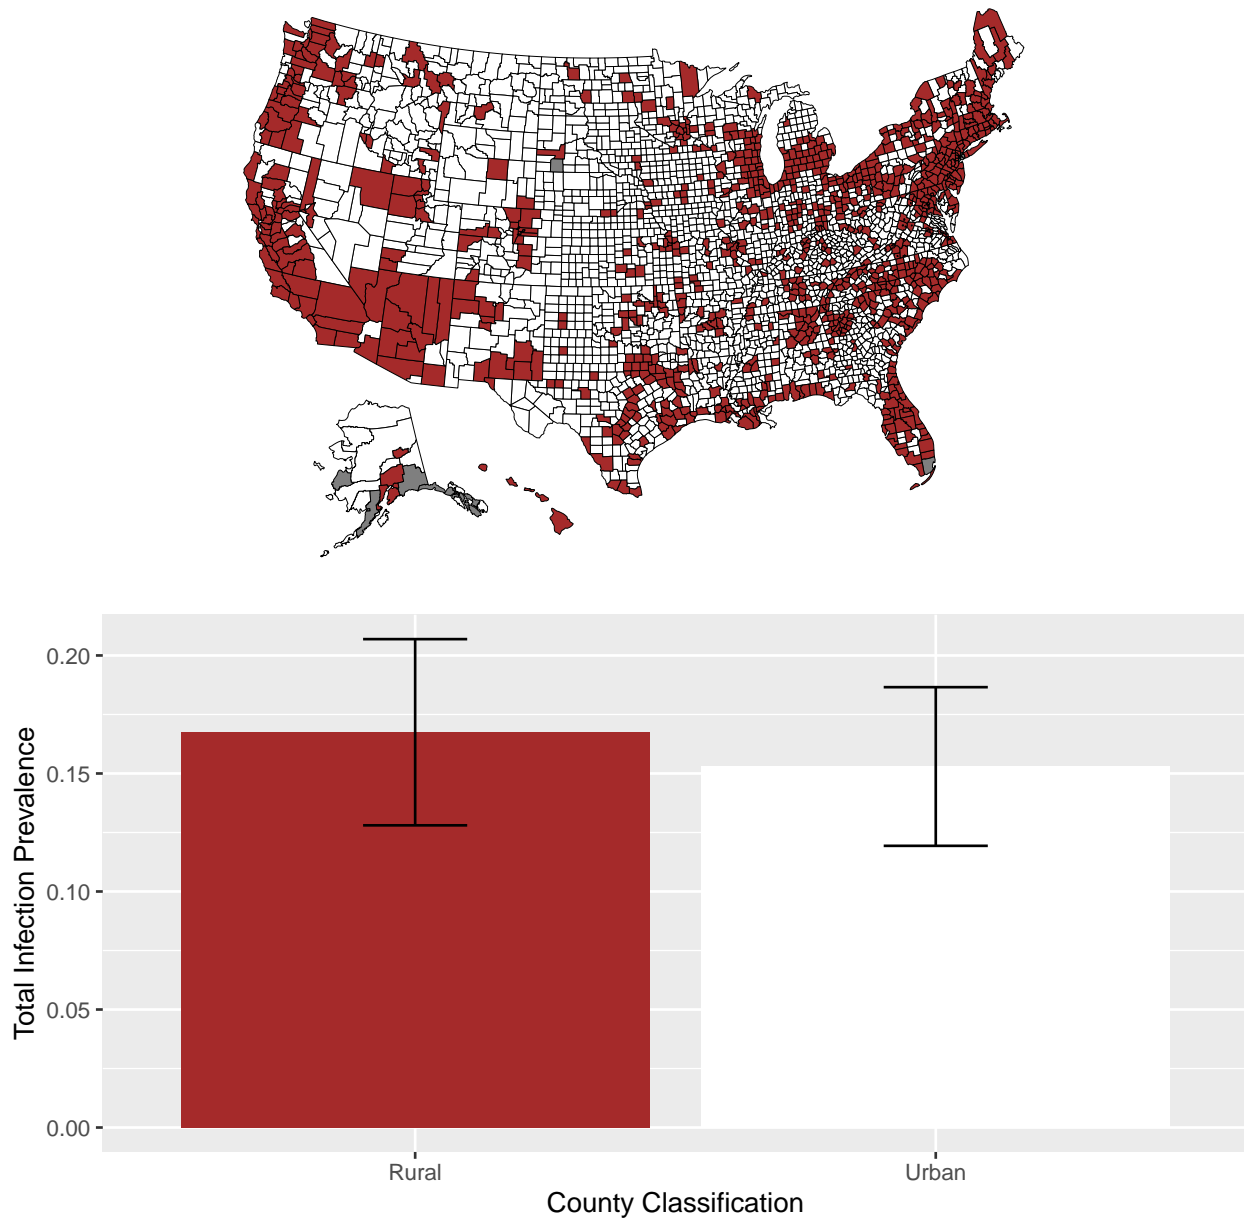 0.20
0.15
0.10
0.05
0.00
Total Infection Prevalence
Rural
Urban
County Classification